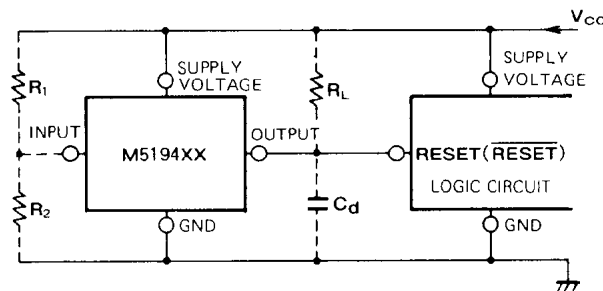 Vcc
R1
SUPPLY
VOLTAGE
RL
SUPPLY
VOLTAGE
INPUT
M5194XX
OUTPUT
RESET(RESET)
LOGIC CIRCUIT
R2
GND
Cd
GND